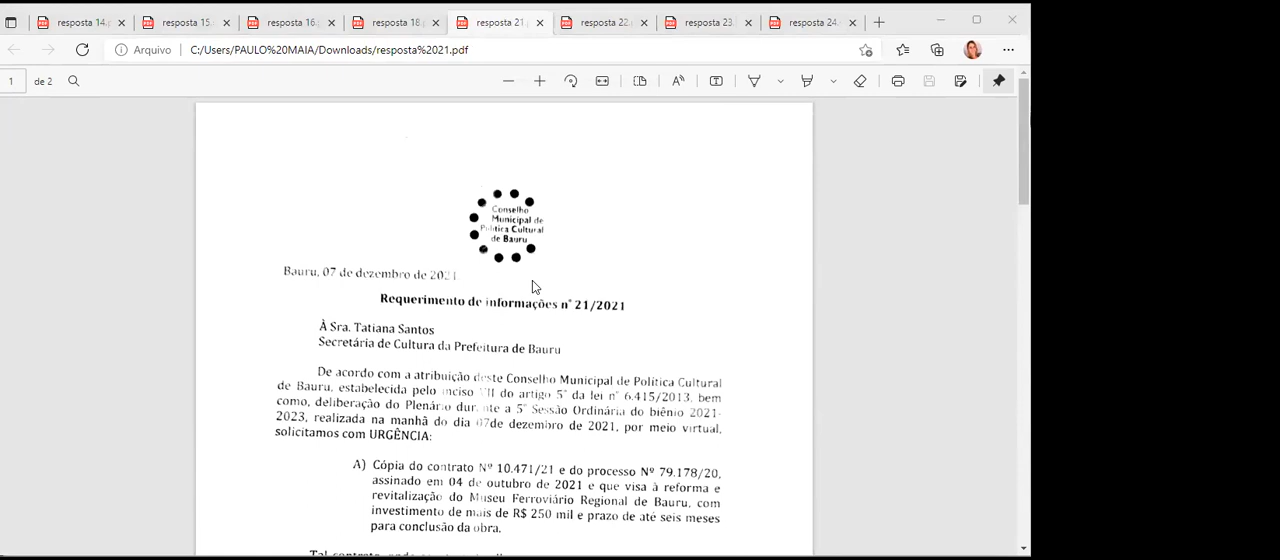 resposta 14.p
resposta 15.
resposta 16.p
resposta 18.p
resposta 21.p
resposta 22.p
resposta 23.
resposta 24.
Arquivo C:/Users/PAULO%20MAIA/Downloads/resposta%2021.pdf
1 de 2
Conselho
Municipal de
Política Cultural
de Bauru
Bauru, 07 de dezembro de 2021
Requerimento de informações nº 21/2021
À Sra. Tatiana Santos
Secretária de Cultura da Prefeitura de Bauru
De acordo com a atribuição deste Conselho Municipal de Política Cultural
de Bauru, estabelecida pelo inciso VII do artigo 5º da lei nº 6.415/2013, bem
como, deliberação do Plenário durante a 5ª Sessão Ordinária do biênio 2021-
2023, realizada na manhã do dia 07de dezembro de 2021, por meio virtual,
solicitamos com URGÊNCIA:
A) Cópia do contrato Nº 10.471/21 e do processo Nº 79.178/20,
assinado em 04 de outubro de 2021 e que visa à reforma e
revitalização do Museu Ferroviário Regional de Bauru, com
investimento de mais de R$ 250 mil e prazo de até seis meses
para conclusão da obra.